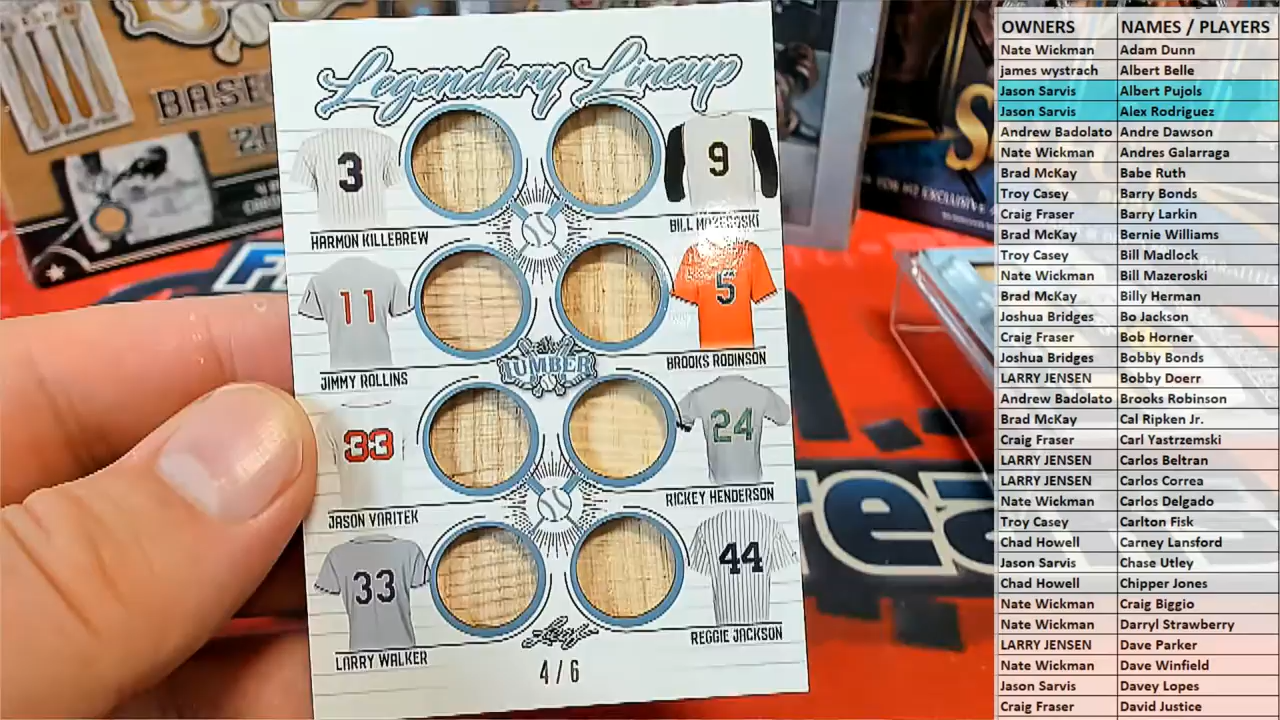 Legendary Lineup
3
9
HARMON KILLEBREW
BILL MAZEROSKI
11
5
JIMMY ROLLINS
BROOKS ROBINSON
LUMBER
33
24
JASON VARITEK
RICKEY HENDERSON
33
44
LARRY WALKER
REGGIE JACKSON
Leaf
4/6
BASE
20
OWNERS NAMES / PLAYERS
Nate Wickman Adam Dunn
james wystrach Albert Belle
Jason Sarvis Albert Pujols
Jason Sarvis Alex Rodriguez
Andrew Badolato Andre Dawson
Nate Wickman Andres Galarraga
Brad McKay Babe Ruth
Troy Casey Barry Bonds
Craig Fraser Barry Larkin
Brad McKay Bernie Williams
Troy Casey Bill Madlock
Nate Wickman Bill Mazeroski
Brad McKay Billy Herman
Joshua Bridges Bo Jackson
Craig Fraser Bob Horner
Joshua Bridges Bobby Bonds
LARRY JENSEN Bobby Doerr
Andrew Badolato Brooks Robinson
Brad McKay Cal Ripken Jr.
Craig Fraser Carl Yastrzemski
LARRY JENSEN Carlos Beltran
LARRY JENSEN Carlos Correa
Nate Wickman Carlos Delgado
Troy Casey Carlton Fisk
Chad Howell Carney Lansford
Jason Sarvis Chase Utley
Chad Howell Chipper Jones
Nate Wickman Craig Biggio
Nate Wickman Darryl Strawberry
LARRY JENSEN Dave Parker
Nate Wickman Dave Winfield
Jason Sarvis Davey Lopes
Craig Fraser David Justice